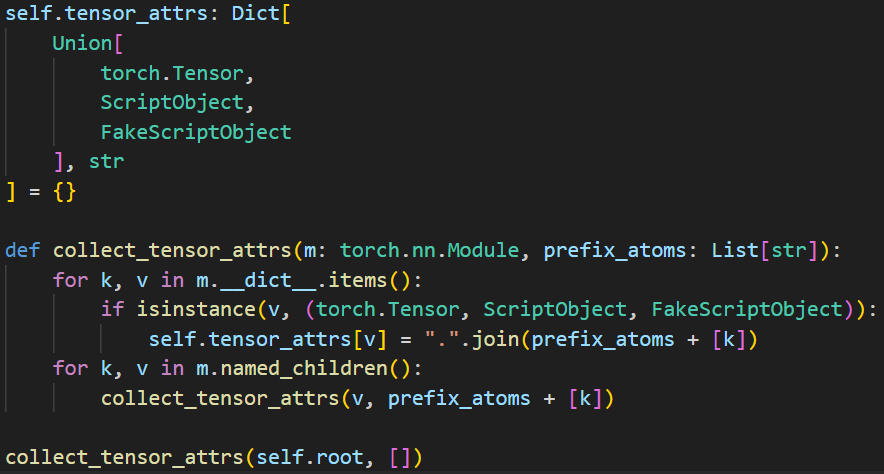 self.tensor_attrs: Dict[
    Union[
        torch.Tensor,
        ScriptObject,
        FakeScriptObject
    ], str
] = {}

def collect_tensor_attrs(m: torch.nn.Module, prefix_atoms: List[str]):
    for k, v in m.__dict__.items():
        if isinstance(v, (torch.Tensor, ScriptObject, FakeScriptObject)):
            self.tensor_attrs[v] = ".".join(prefix_atoms + [k])
    for k, v in m.named_children():
        collect_tensor_attrs(v, prefix_atoms + [k])

collect_tensor_attrs(self.root, [])